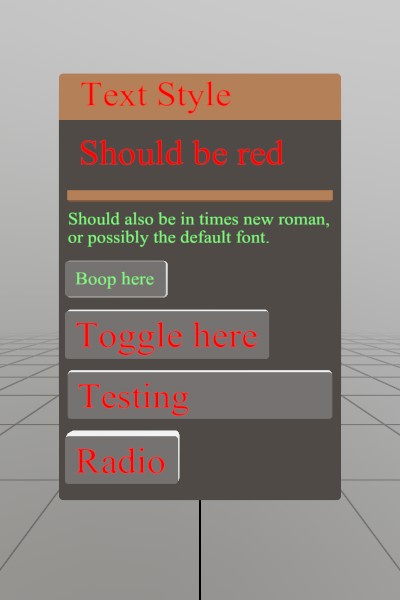 Text Style
Should be red
Should also be in times new roman,
or possibly the default font.
Boop here
Toggle here
Testing
Radio